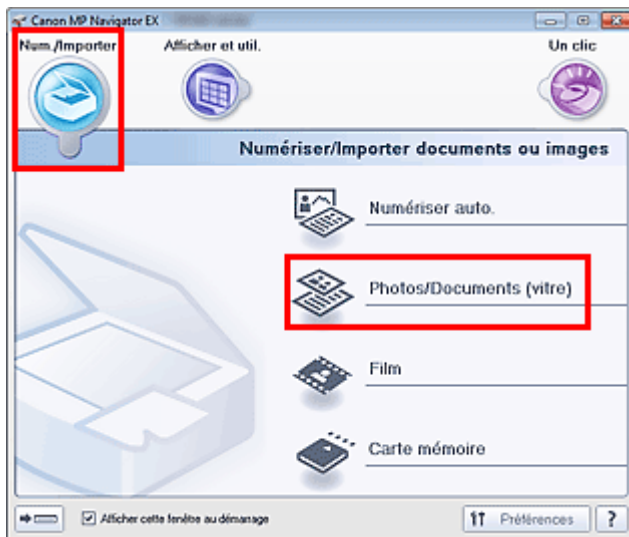 Canon MP Navigator EX
Num./Importer
Afficher et util.
Un clic
Numériser/Importer documents ou images
Numériser auto.
Photos/Documents (vitre)
Film
Carte mémoire
Afficher cette fenêtre au démarrage
Préférences
?